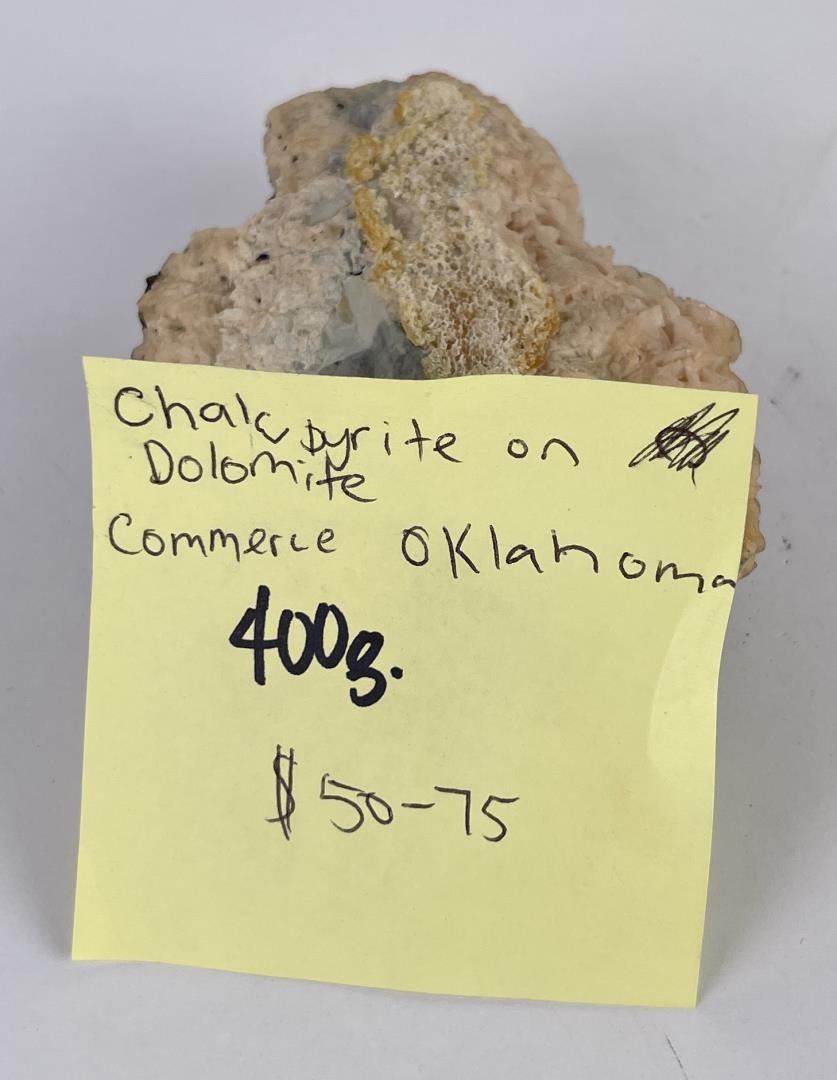 Chalcpyrite on
Dolomite
Commerce Oklahoma
400g.
$50-75